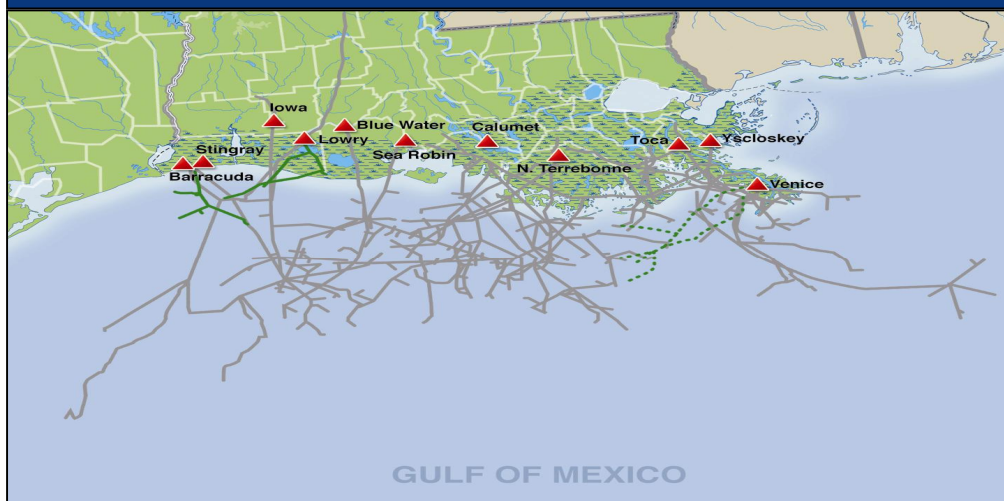 Iowa
Blue Water
Calumet
Lowry
Toca
Yscloskey
Stingray
Sea Robin
N. Terrebonne
Barracuda
Venice
GULF OF MEXICO